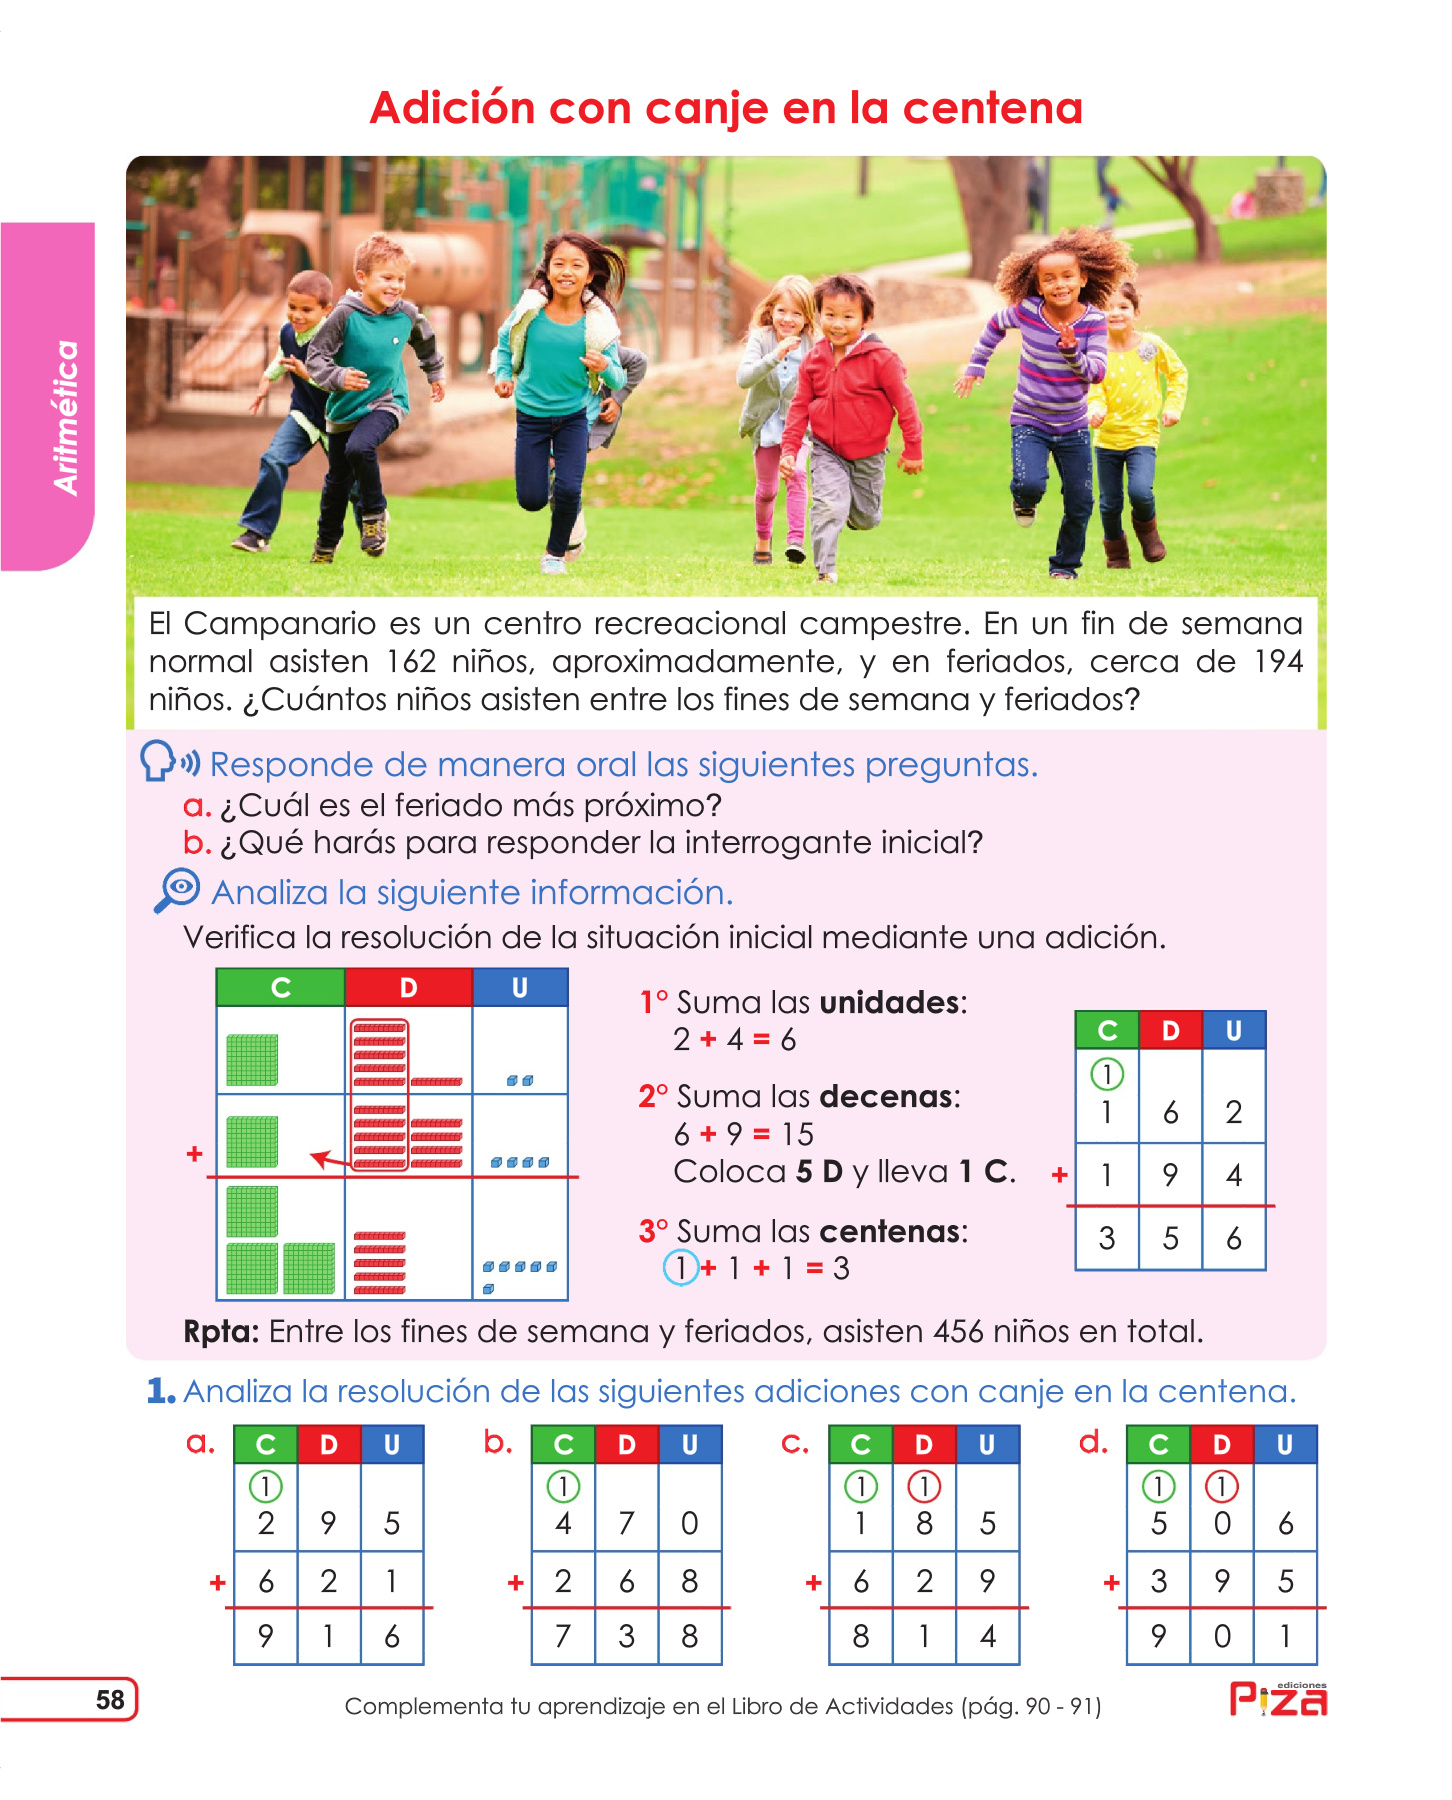 Adición con canje en la centena
Aritmética
El Campanario es un centro recreacional campestre. En un fin de semana
normal asisten 162 niños, aproximadamente, y en feriados, cerca de 194
niños. ¿Cuántos niños asisten entre los fines de semana y feriados?
Responde de manera oral las siguientes preguntas.
a. ¿Cuál es el feriado más próximo?
b. ¿Qué harás para responder la interrogante inicial?
Analiza la siguiente información.
Verifica la resolución de la situación inicial mediante una adición.
C D U
+
1° Suma las unidades:
2 + 4 = 6
2° Suma las decenas:
6 + 9 = 15
Coloca 5 D y lleva 1 C.
3° Suma las centenas:
1 + 1 + 1 = 3
C D U
1
1 6 2
+ 1 9 4
3 5 6
Rpta: Entre los fines de semana y feriados, asisten 456 niños en total.
1. Analiza la resolución de las siguientes adiciones con canje en la centena.
a. C D U
1
2 9 5
+ 6 2 1
9 1 6
b. C D U
1
4 7 0
+ 2 6 8
7 3 8
c. C D U
1 1
1 8 5
+ 6 2 9
8 1 4
d. C D U
1 1
5 0 6
+ 3 9 5
9 0 1
58
Complementa tu aprendizaje en el Libro de Actividades (pág. 90 - 91)
ediciones
Piza